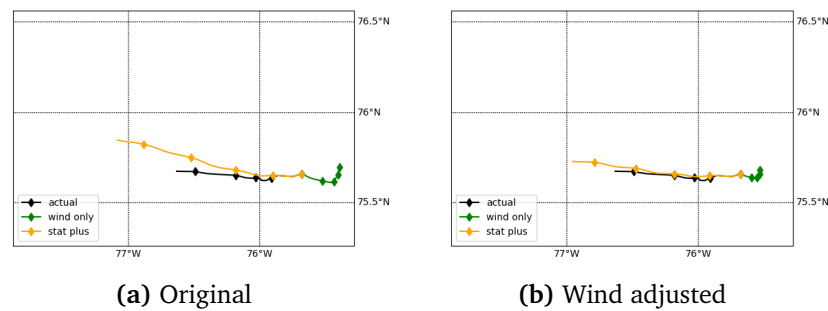 76.5°N
76°N
75.5°N
77°W
76°W
actual
wind only
stat plus
(a) Original
76.5°N
76°N
75.5°N
77°W
76°W
actual
wind only
stat plus
(b) Wind adjusted